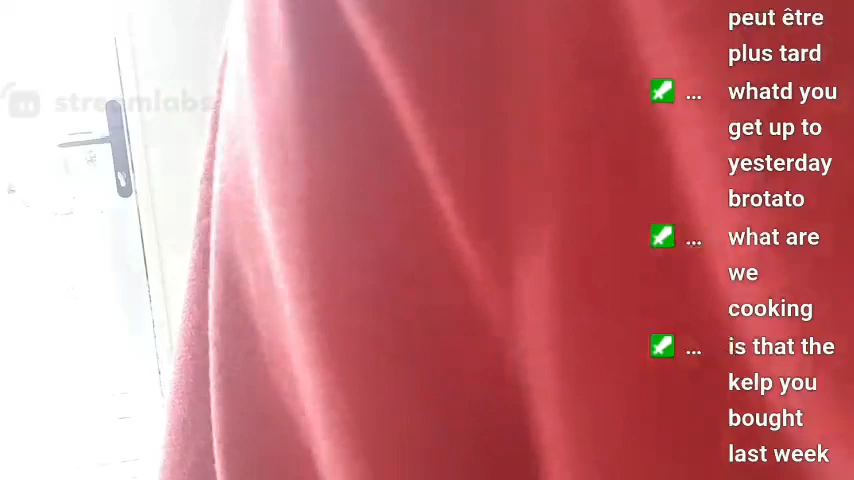 peut être
plus tard
streamlabs
... whatd you
get up to
yesterday
brotato
... what are
we
cooking
... is that the
kelp you
bought
last week